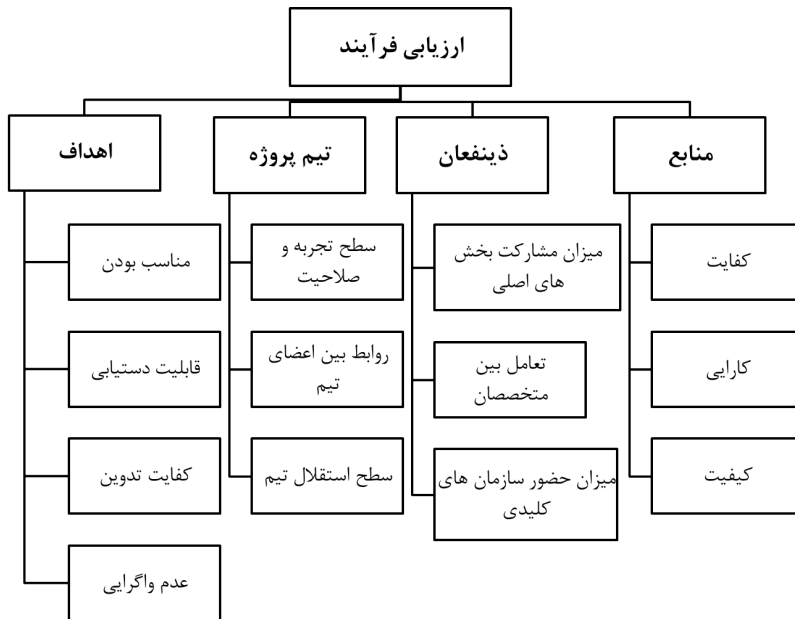 ارزیابی فرآیند
منابع
کفایت
کارایی
کیفیت
ذینفعان
میزان مشارکت بخش
های اصلی
تعامل بین
متخصصان
میزان حضور سازمان های
کلیدی
تیم پروژه
سطح تجربه و
صلاحیت
روابط بین اعضای
تیم
سطح استقلال تیم
اهداف
مناسب بودن
قابلیت دستیابی
کفایت تدوین
عدم واگرایی